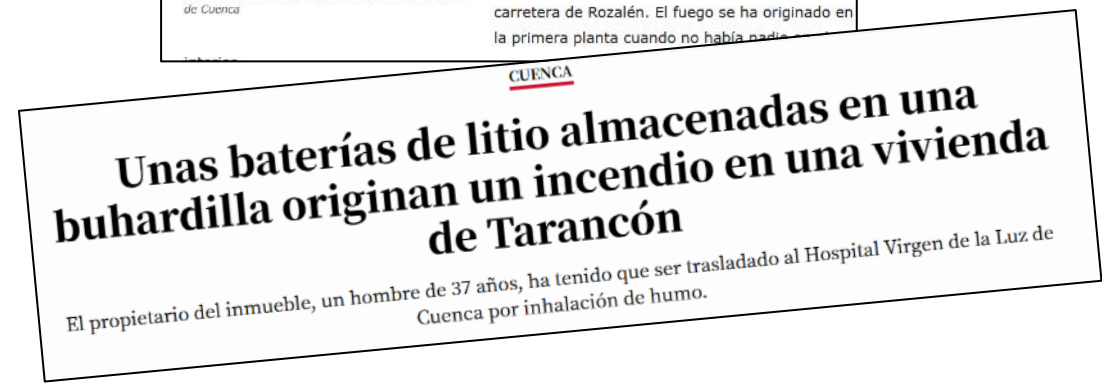 de Cuenca
carretera de Rozalén. El fuego se ha originado en
la primera planta cuando no había nadie
CUENCA
Unas baterías de litio almacenadas en una
buhardilla originan un incendio en una vivienda
de Tarancón
El propietario del inmueble, un hombre de 37 años, ha tenido que ser trasladado al Hospital Virgen de la Luz de
Cuenca por inhalación de humo.